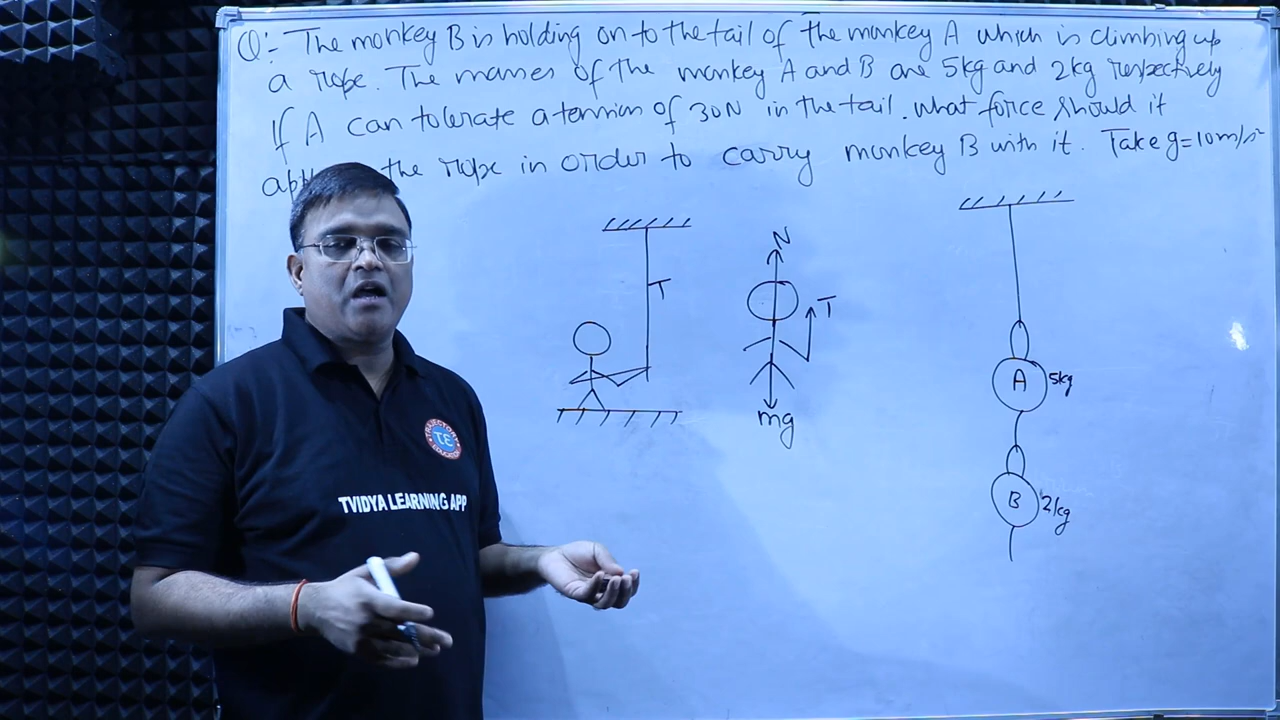 Q:- The monkey B is holding on to the tail of the monkey A which is climbing up
a rope. The masses of the monkey A and B are 5kg and 2kg respectively
If A can tolerate a tension of 30N in the tail. what force should it
the rope in order to carry monkey B with it. Take g=10m/s²
N
T
T
mg
A 5kg
B 2kg
TE
TVIDYA LEARNING APP